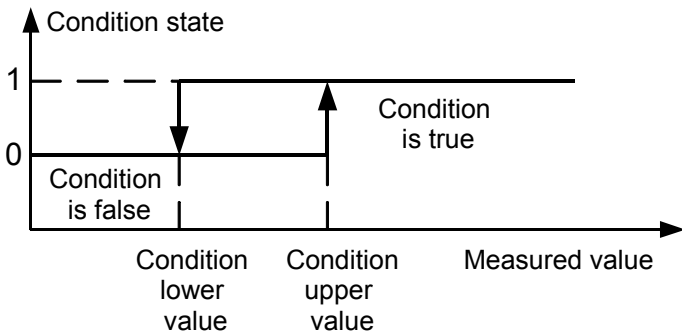 Condition state
1
Condition
is true
0
Condition
is false
Condition
lower
value
Condition
upper
value
Measured value